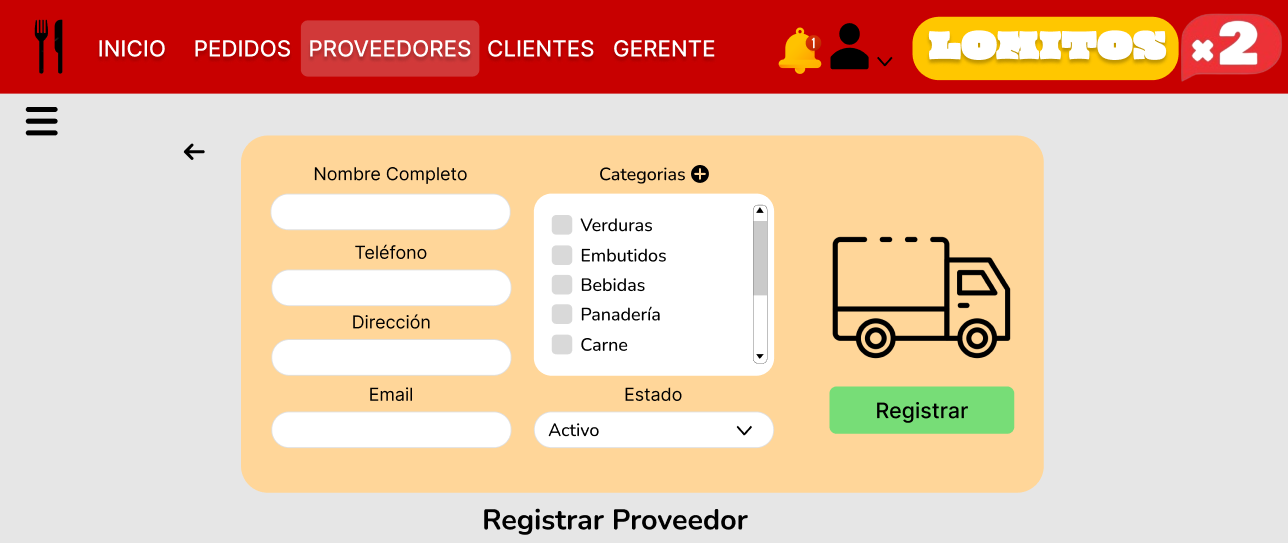 INICIO PEDIDOS PROVEEDORES CLIENTES GERENTE 1 LOMITOS x2
Nombre Completo
Teléfono
Dirección
Email
Categorias
Verduras
Embutidos
Bebidas
Panadería
Carne
Estado
Activo
Registrar
Registrar Proveedor